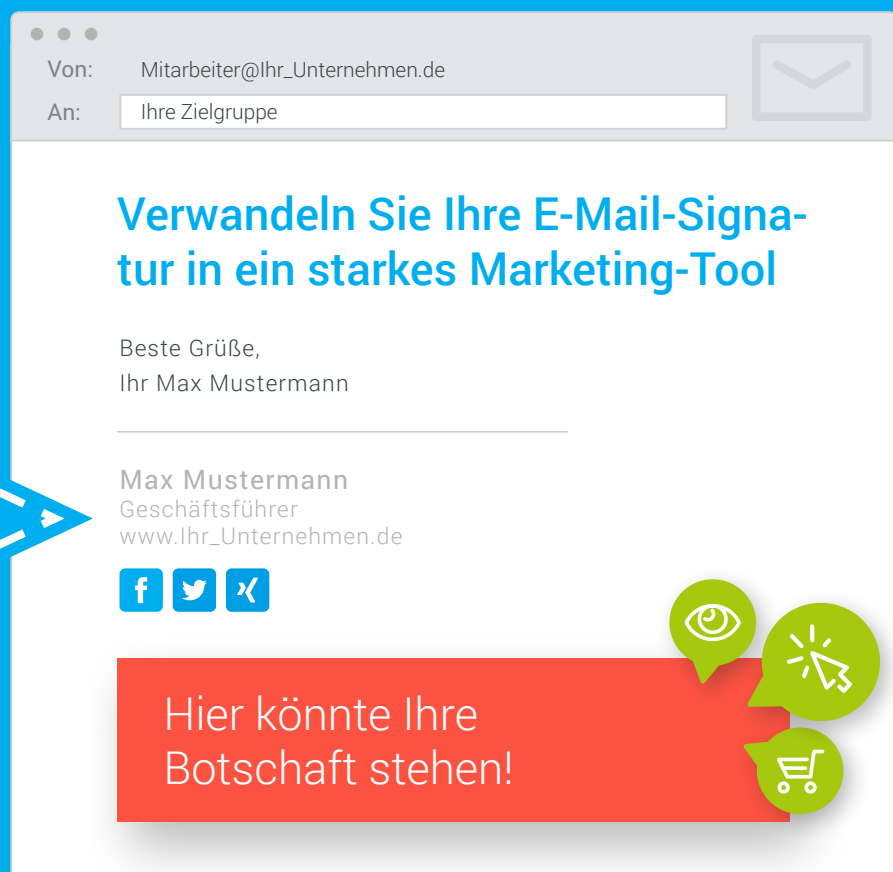 Von: Mitarbeiter@Ihr_Unternehmen.de
An: Ihre Zielgruppe
Verwandeln Sie Ihre E-Mail-Signa-
tur in ein starkes Marketing-Tool
Beste Grüße,
Ihr Max Mustermann
Max Mustermann
Geschäftsführer
www.Ihr_Unternehmen.de
Hier könnte Ihre
Botschaft stehen!